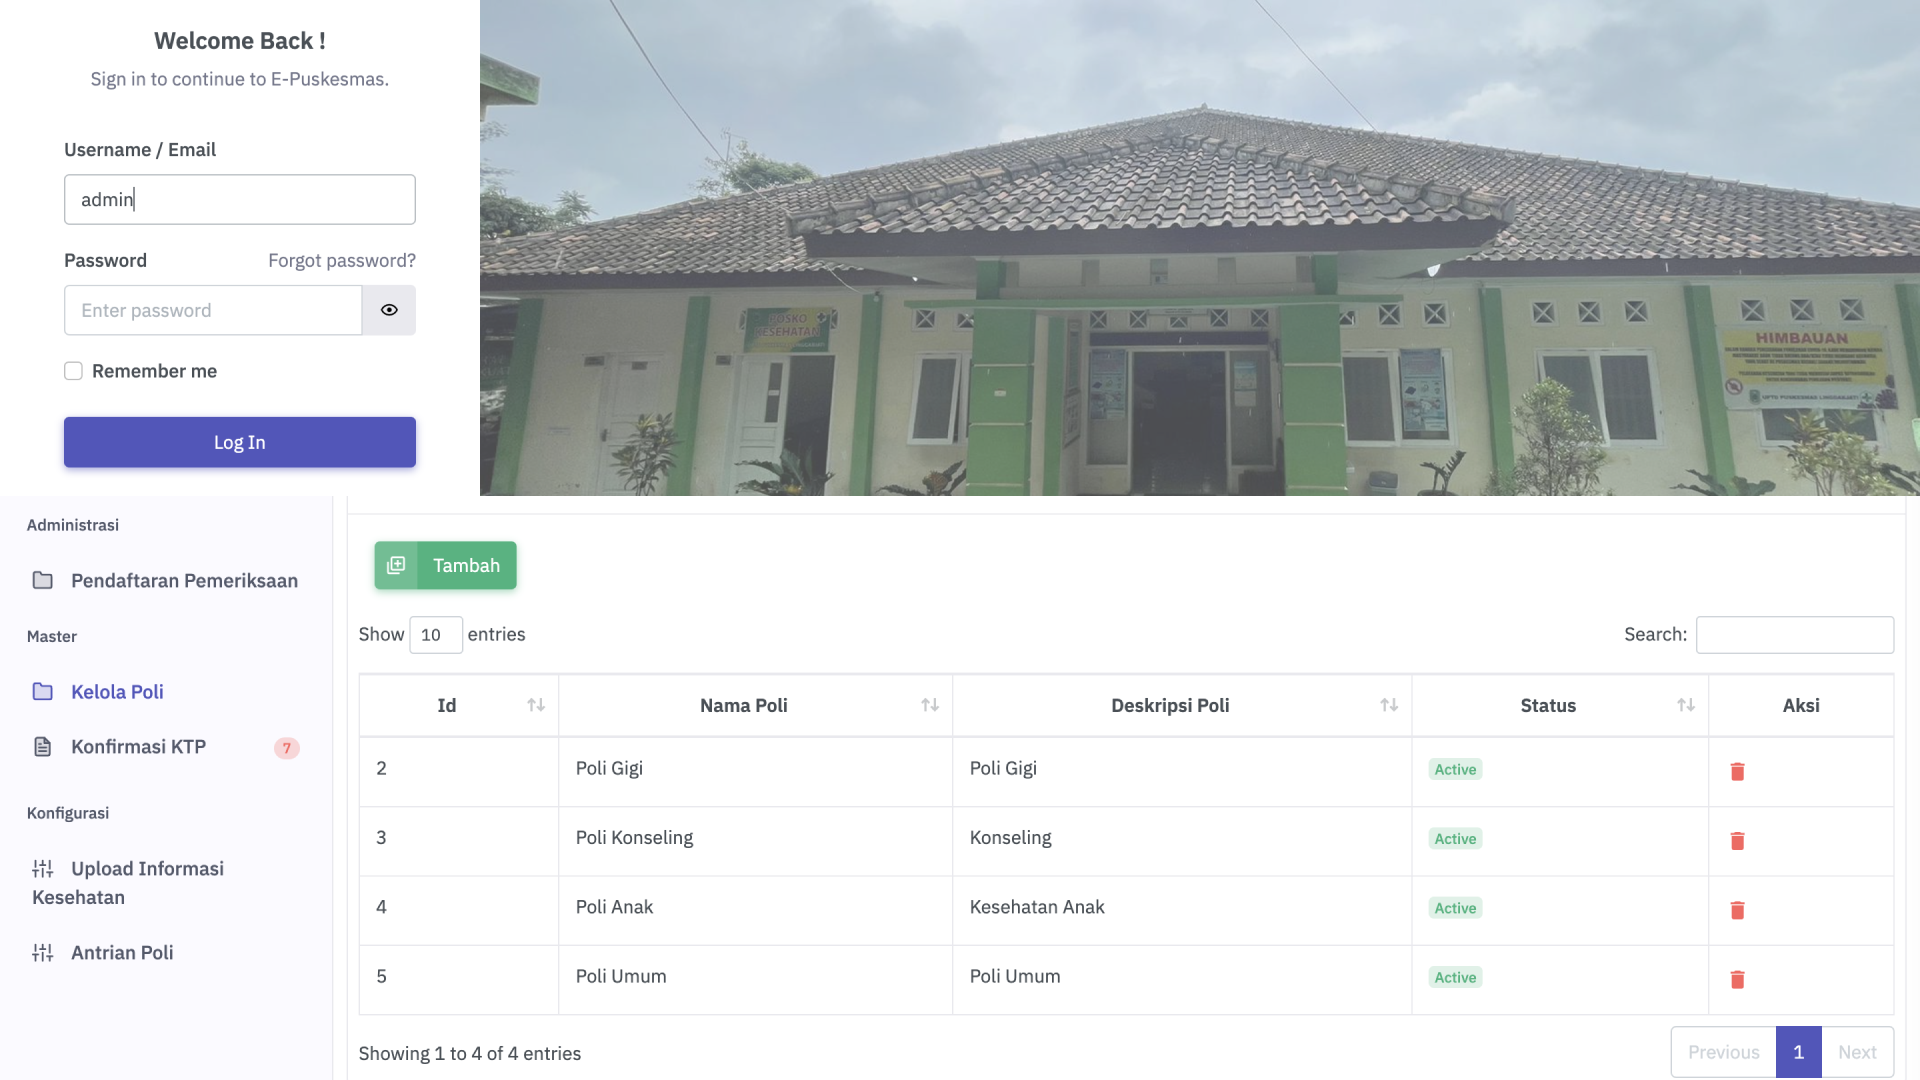 Welcome Back !
Sign in to continue to E-Puskesmas.
Username / Email
admin
Password Forgot password?
Enter password
Remember me
Log In
POSKO
KESEHATAN
HIMBAUAN
UPTD PUSKESMAS LINGGARJATI
Administrasi
Pendaftaran Pemeriksaan
Master
Kelola Poli
Konfirmasi KTP 7
Konfigurasi
Upload Informasi
Kesehatan
Antrian Poli
Tambah
Show 10 entries Search:
Id Nama Poli Deskripsi Poli Status Aksi
2 Poli Gigi Poli Gigi Active
3 Poli Konseling Konseling Active
4 Poli Anak Kesehatan Anak Active
5 Poli Umum Poli Umum Active
Showing 1 to 4 of 4 entries
Previous 1 Next